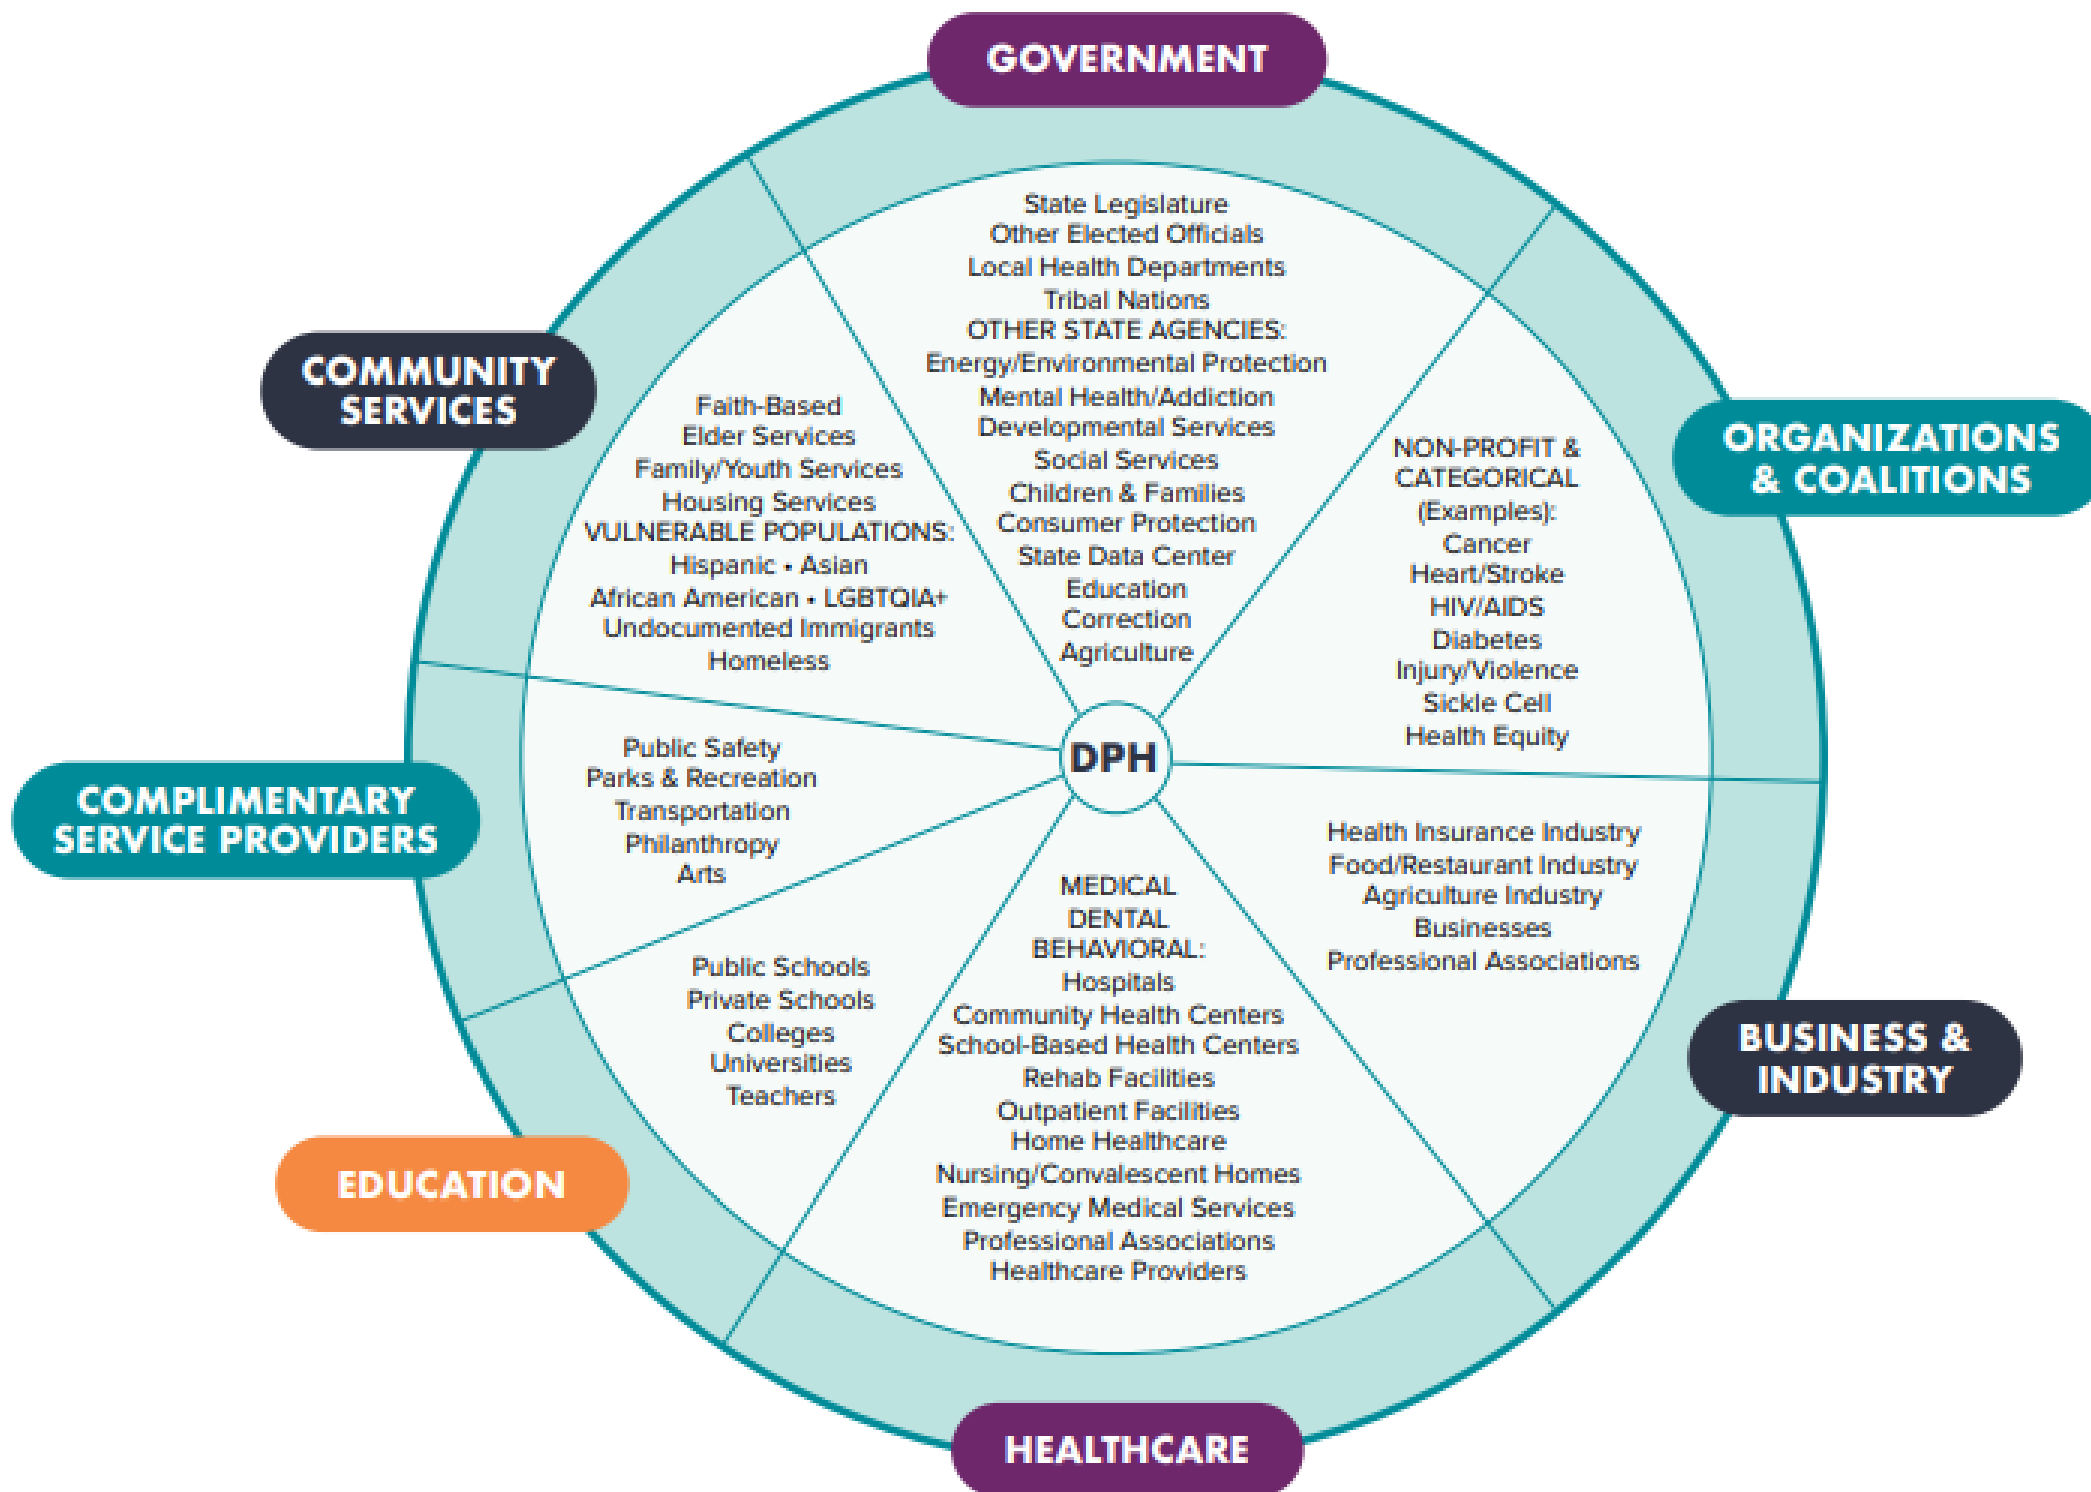 GOVERNMENT
State Legislature
Other Elected Officials
Local Health Departments
Tribal Nations
OTHER STATE AGENCIES:
Energy/Environmental Protection
Mental Health/Addiction
Developmental Services
Social Services
Children & Families
Consumer Protection
State Data Center
Education
Correction
Agriculture
ORGANIZATIONS
& COALITIONS
NON-PROFIT &
CATEGORICAL
(Examples):
Cancer
Heart/Stroke
HIV/AIDS
Diabetes
Injury/Violence
Sickle Cell
Health Equity
BUSINESS &
INDUSTRY
Health Insurance Industry
Food/Restaurant Industry
Agriculture Industry
Businesses
Professional Associations
HEALTHCARE
MEDICAL
DENTAL
BEHAVIORAL:
Hospitals
Community Health Centers
School-Based Health Centers
Rehab Facilities
Outpatient Facilities
Home Healthcare
Nursing/Convalescent Homes
Emergency Medical Services
Professional Associations
Healthcare Providers
EDUCATION
Public Schools
Private Schools
Colleges
Universities
Teachers
COMPLIMENTARY
SERVICE PROVIDERS
Public Safety
Parks & Recreation
Transportation
Philanthropy
Arts
COMMUNITY
SERVICES
Faith-Based
Elder Services
Family/Youth Services
Housing Services
VULNERABLE POPULATIONS:
Hispanic • Asian
African American • LGBTQIA+
Undocumented Immigrants
Homeless
DPH